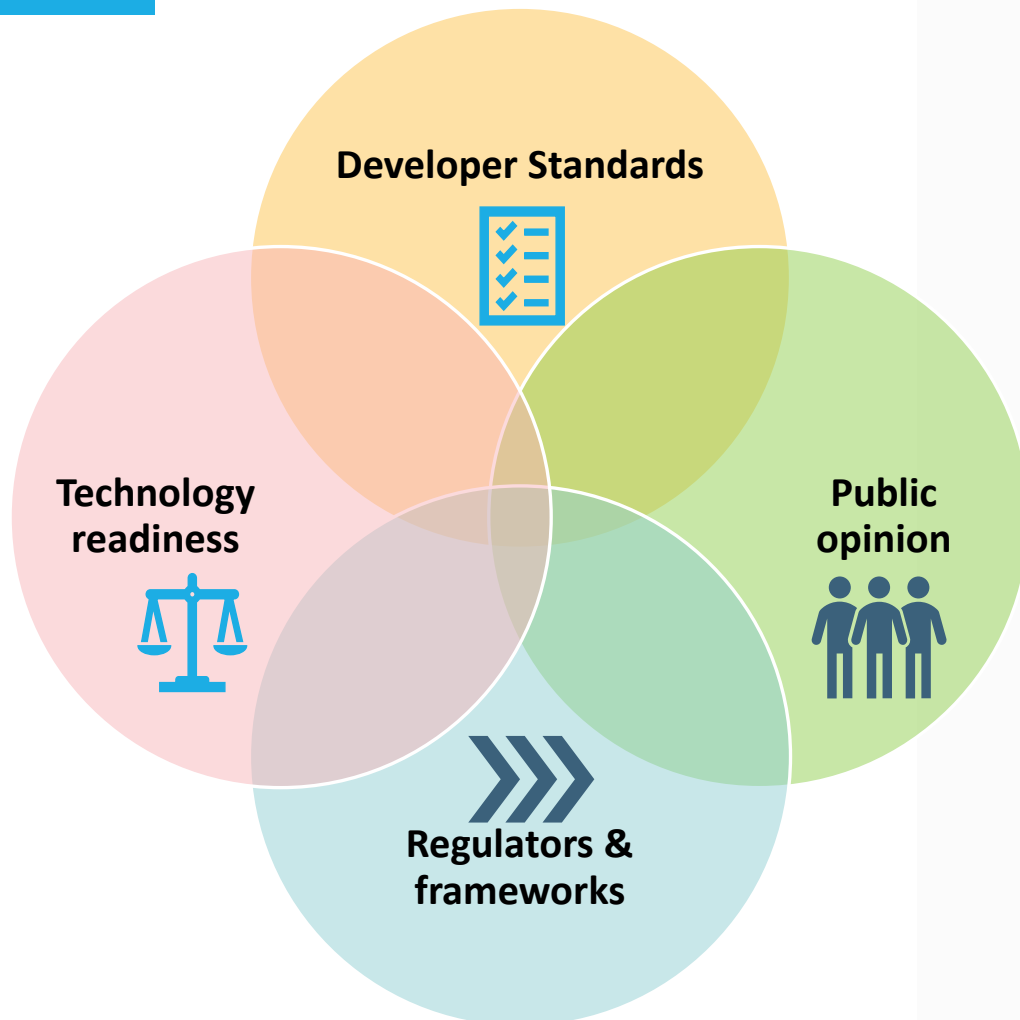 Developer Standards
Technology
readiness
Public
opinion
Regulators &
frameworks